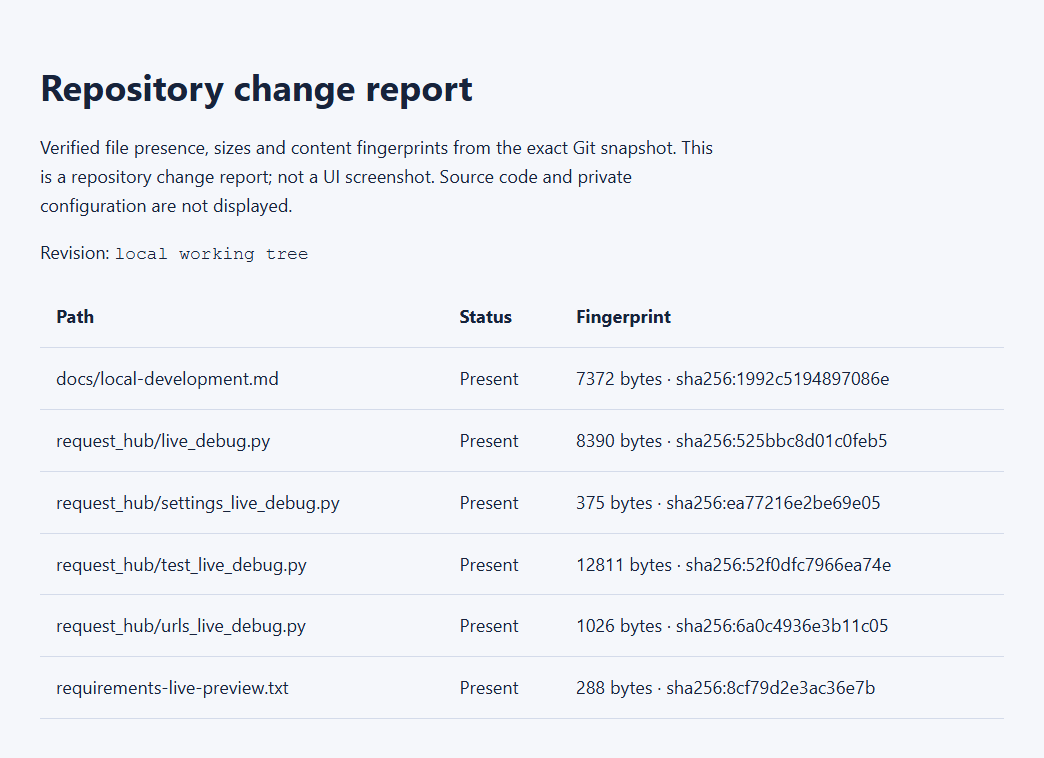 Repository change report
Verified file presence, sizes and content fingerprints from the exact Git snapshot. This
is a repository change report; not a UI screenshot. Source code and private
configuration are not displayed.
Revision: local working tree
Path Status Fingerprint
docs/local-development.md Present 7372 bytes · sha256:1992c5194897086e
request_hub/live_debug.py Present 8390 bytes · sha256:525bbc8d01c0feb5
request_hub/settings_live_debug.py Present 375 bytes · sha256:ea77216e2be69e05
request_hub/test_live_debug.py Present 12811 bytes · sha256:52f0dfc7966ea74e
request_hub/urls_live_debug.py Present 1026 bytes · sha256:6a0c4936e3b11c05
requirements-live-preview.txt Present 288 bytes · sha256:8cf79d2e3ac36e7b